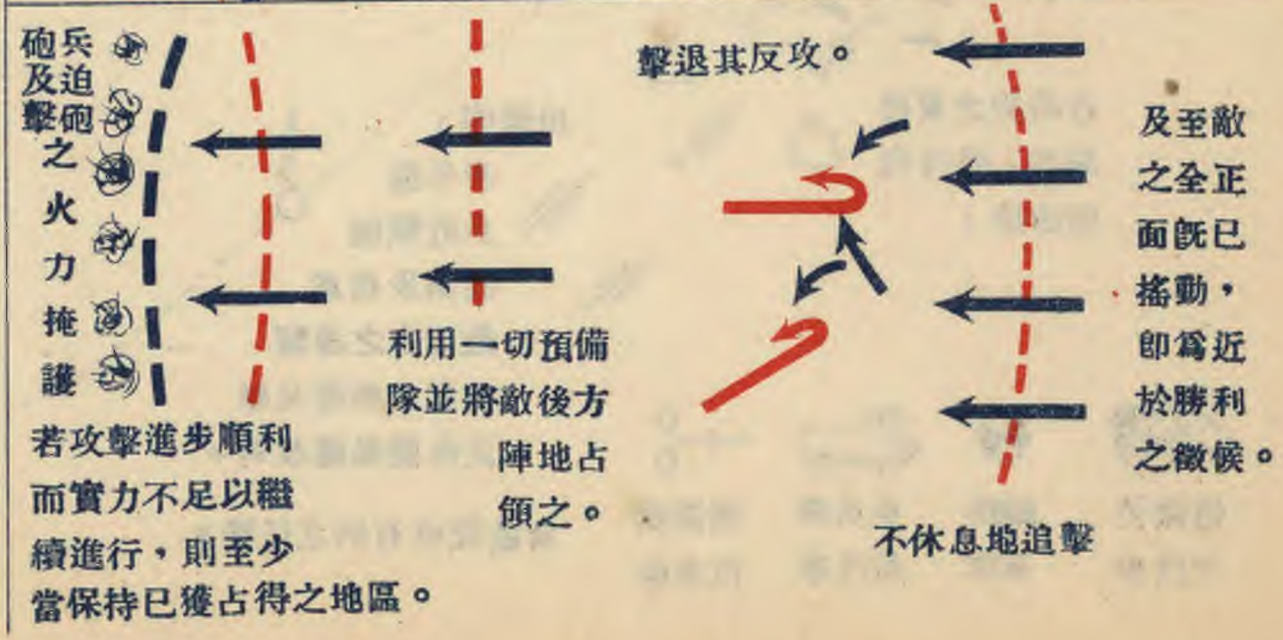 砲兵
及迫
擊砲
之
火
力
掩
護
若攻擊進步順利
而實力不足以繼
續進行，則至少
當保持已獲占得之地區。
利用一切預備
隊並將敵後方
陣地占
領之。
擊退其反攻。
不休息地追擊
及至敵
之全正
面旣已
搖動，
即爲近
於勝利
之徵候。